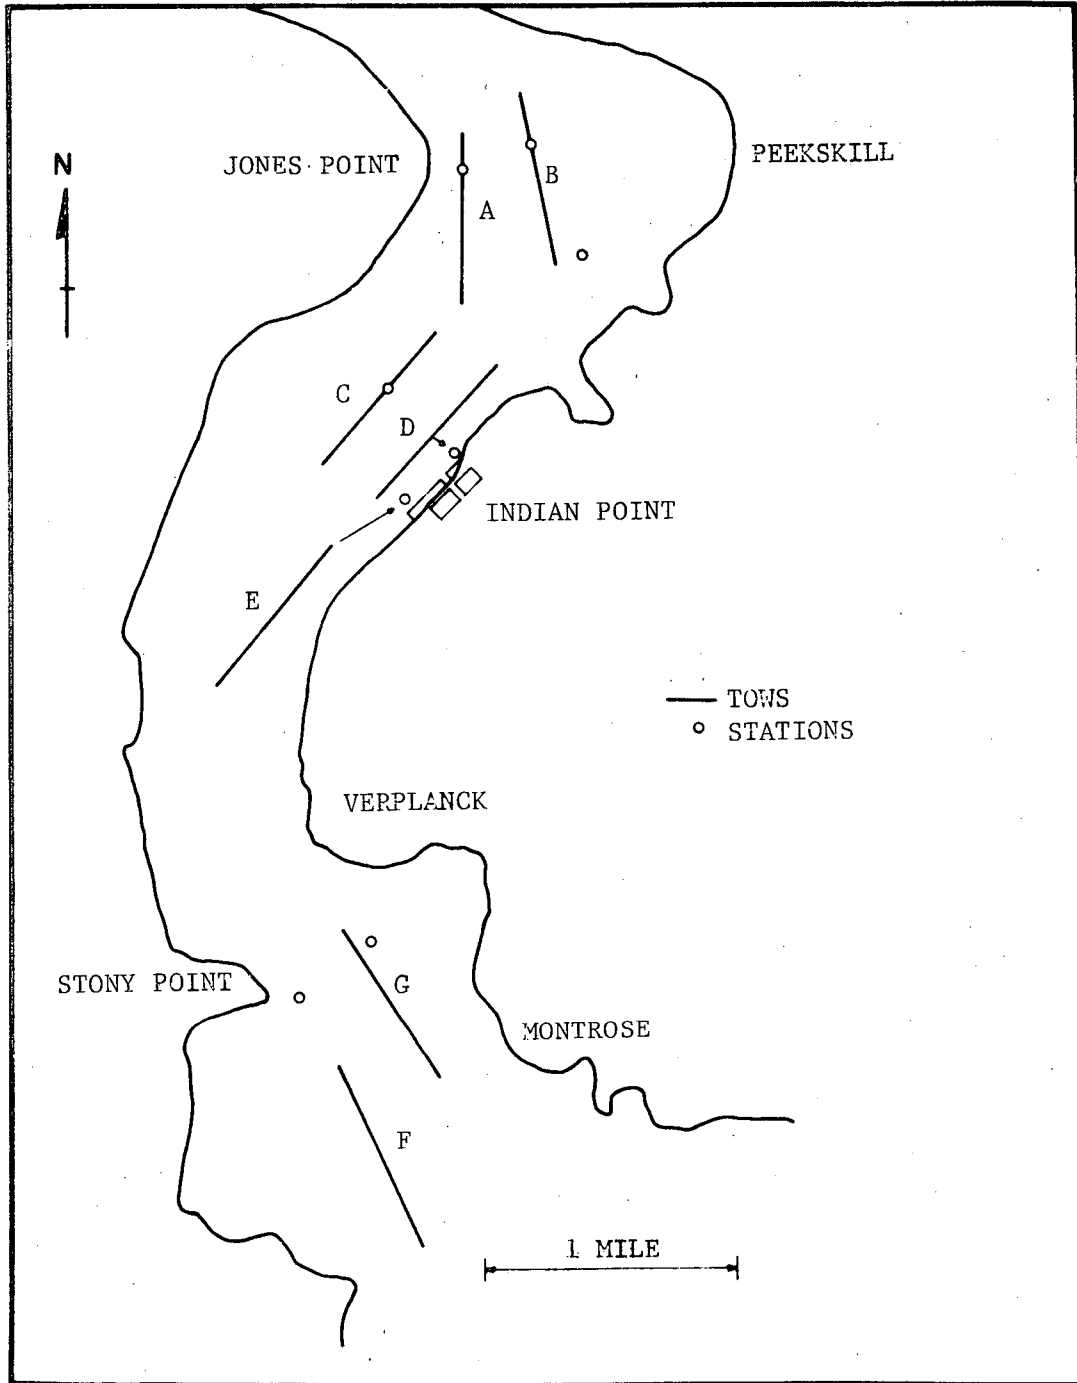 N
JONES POINT
PEEKSKILL
B
A
C
D
INDIAN POINT
E
TOWS
STATIONS
VERPLANCK
STONY POINT
G
MONTROSE
F
1 MILE